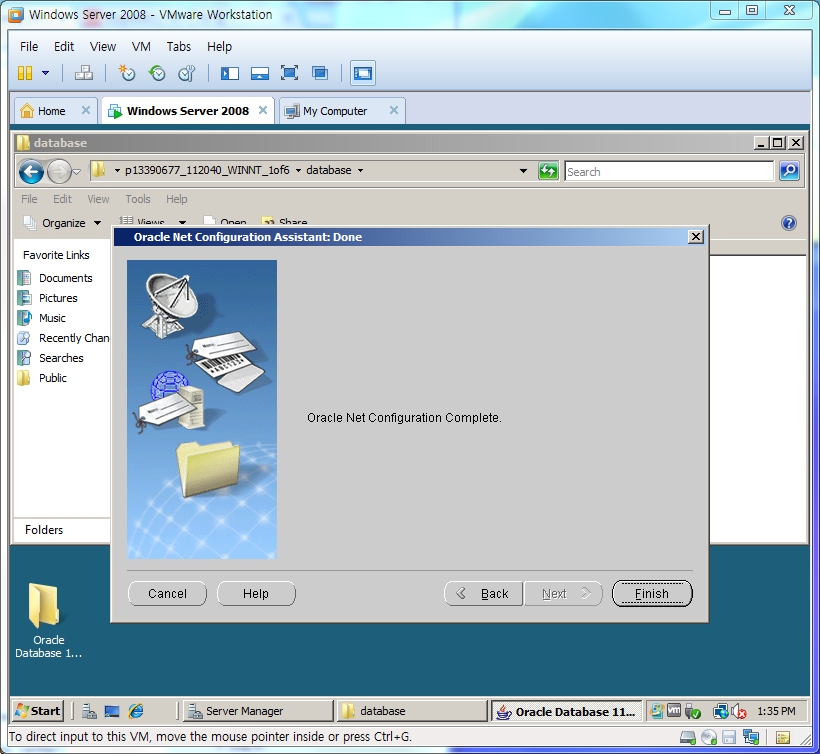 Windows Server 2008 - VMware Workstation
File Edit View VM Tabs Help
Home Windows Server 2008 My Computer
database
p13390677_112040_WINNT_1of6 database Search
File Edit View Tools Help
Organize Views Open Share
Oracle Net Configuration Assistant: Done
Favorite Links
Documents
Pictures
Music
Recently Chan
Searches
Public
Oracle Net Configuration Complete.
Folders
Cancel Help Back Next Finish
Oracle
Database 1...
Start Server Manager database Oracle Database 11... 1:35 PM
To direct input to this VM, move the mouse pointer inside or press Ctrl+G.